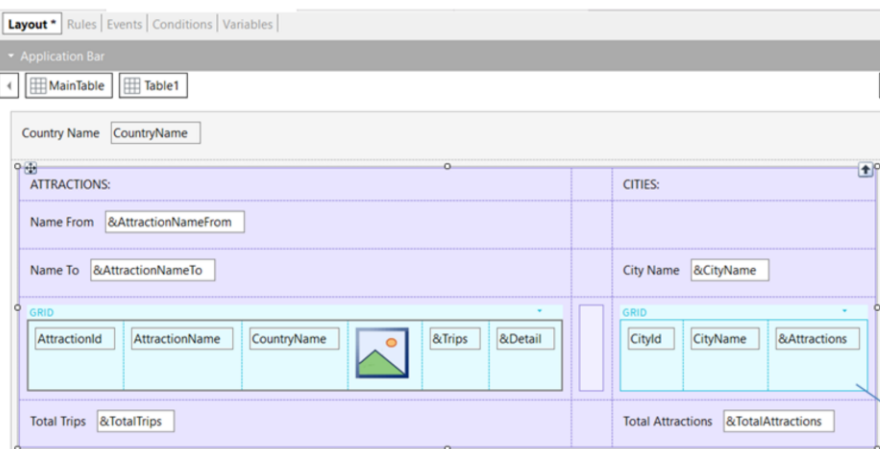 Layout * Rules Events Conditions Variables
Application Bar
MainTable Table1
Country Name CountryName
ATTRACTIONS: CITIES:
Name From &AttractionNameFrom
Name To &AttractionNameTo City Name &CityName
GRID GRID
AttractionId AttractionName CountryName &Trips &Detail CityId CityName &Attractions
Total Trips &TotalTrips Total Attractions &TotalAttractions